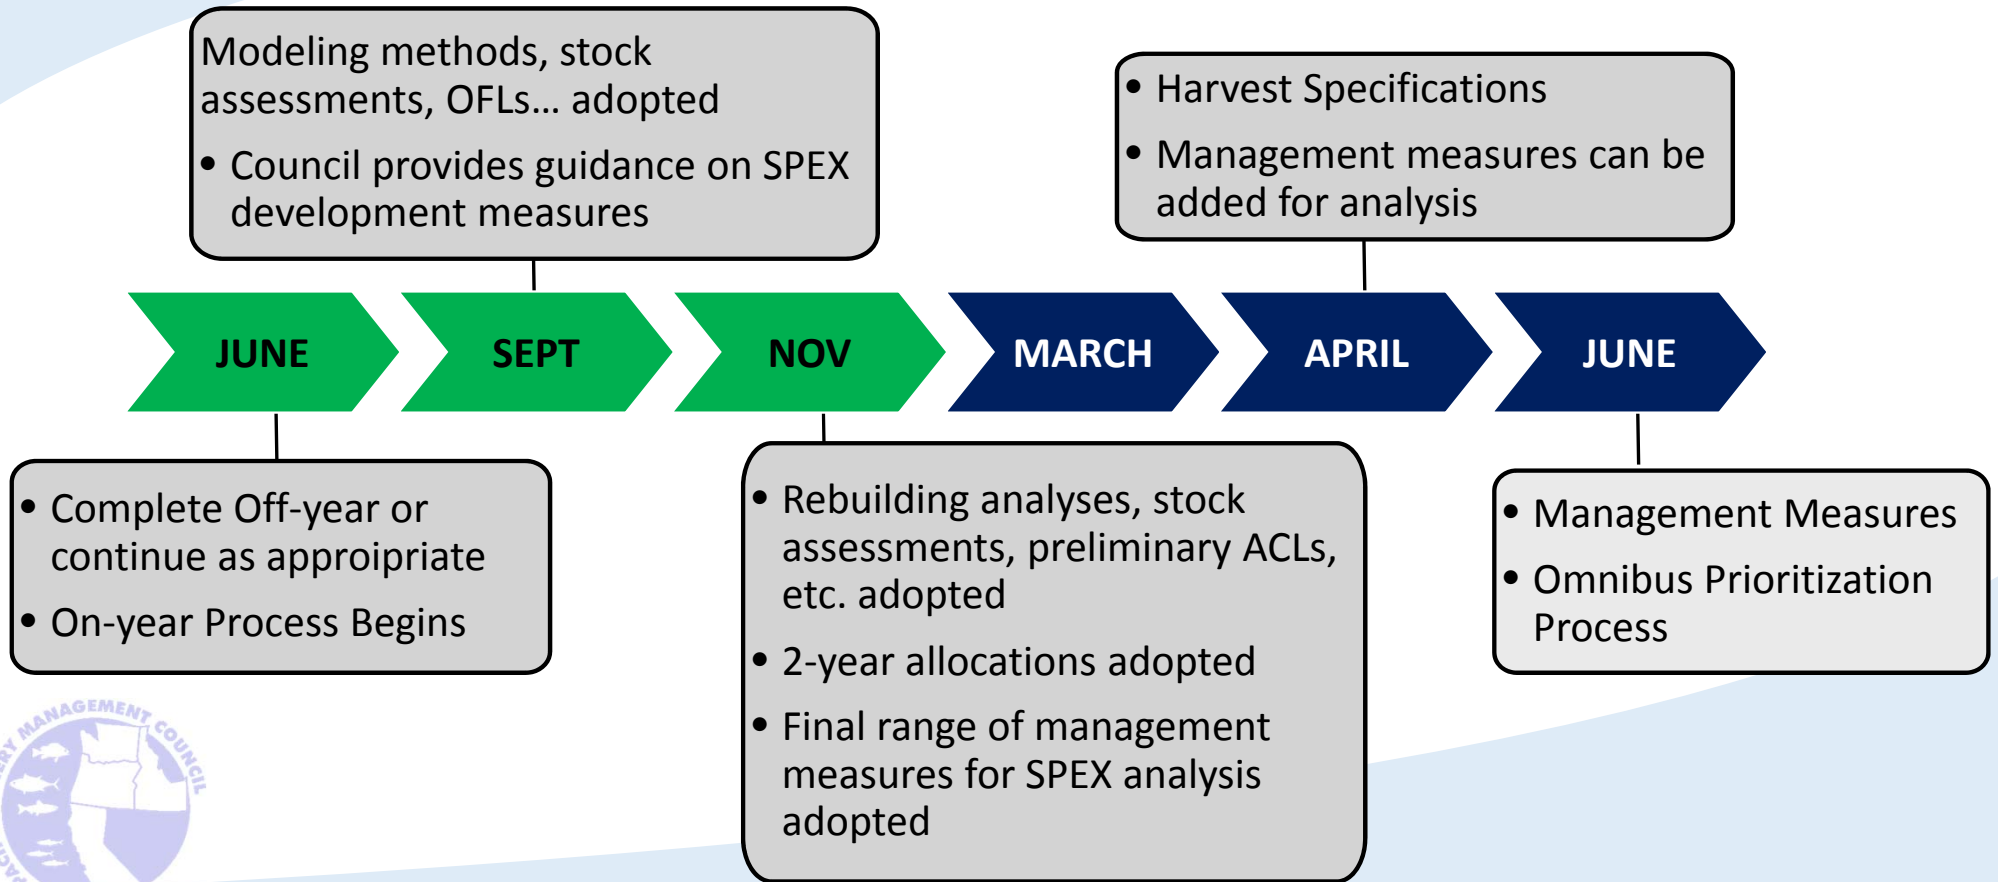 Modeling methods, stock
assessments, OFLs... adopted
• Council provides guidance on SPEX
development measures
• Harvest Specifications
• Management measures can be
added for analysis
JUNE
SEPT
NOV
MARCH
APRIL
JUNE
• Complete Off-year or
continue as approipriate
• On-year Process Begins
• Rebuilding analyses, stock
assessments, preliminary ACLs,
etc. adopted
• 2-year allocations adopted
• Final range of management
measures for SPEX analysis
adopted
• Management Measures
• Omnibus Prioritization
Process
MANAGEMENT COUNCIL